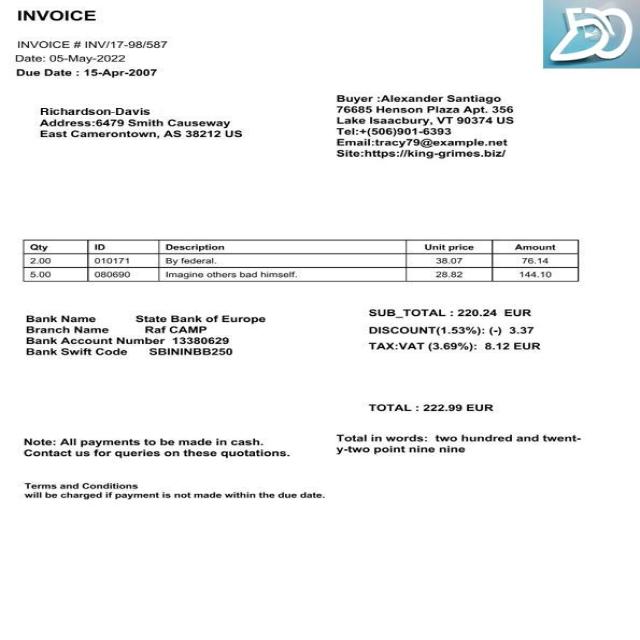 INVOICE
INVOICE # INV/17-98/587
Date: 05-May-2022
Due Date : 15-Apr-2007
Richardson-Davis
Address:6479 Smith Causeway
East Camerontown, AS 38212 US
Buyer :Alexander Santiago
76685 Henson Plaza Apt. 356
Lake Isaacbury, VT 90374 US
Tel:+(506)901-6393
Email:tracy79@example.net
Site:https://king-grimes.biz/
Qty ID Description Unit price Amount
2.00 010171 By federal. 38.07 76.14
5.00 080690 Imagine others bad himself. 28.82 144.10
Bank Name State Bank of Europe
Branch Name Raf CAMP
Bank Account Number 13380629
Bank Swift Code SBININBB250
SUB_TOTAL : 220.24 EUR
DISCOUNT(1.53%): (-) 3.37
TAX:VAT (3.69%): 8.12 EUR
TOTAL : 222.99 EUR
Note: All payments to be made in cash.
Contact us for queries on these quotations.
Total in words: two hundred and twent-
y-two point nine nine
Terms and Conditions
will be charged if payment is not made within the due date.